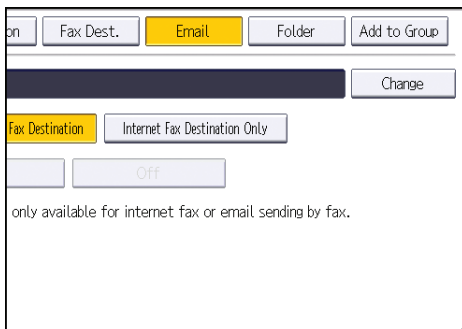 on Fax Dest. Email Folder Add to Group
Change
Fax Destination Internet Fax Destination Only
Off
only available for internet fax or email sending by fax.